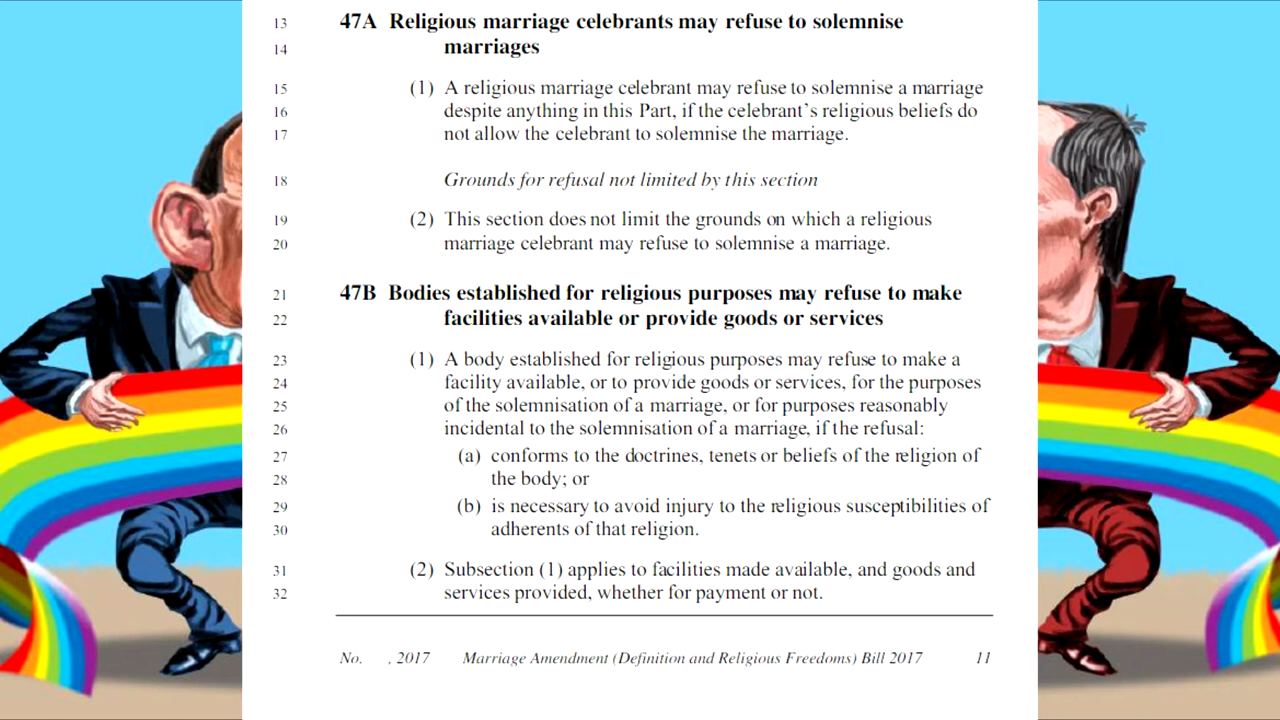 13 47A Religious marriage celebrants may refuse to solemnise
14 marriages
15 (1) A religious marriage celebrant may refuse to solemnise a marriage
16 despite anything in this Part, if the celebrant's religious beliefs do
17 not allow the celebrant to solemnise the marriage.
18 Grounds for refusal not limited by this section
19 (2) This section does not limit the grounds on which a religious
20 marriage celebrant may refuse to solemnise a marriage.
21 47B Bodies established for religious purposes may refuse to make
22 facilities available or provide goods or services
23 (1) A body established for religious purposes may refuse to make a
24 facility available, or to provide goods or services, for the purposes
25 of the solemnisation of a marriage, or for purposes reasonably
26 incidental to the solemnisation of a marriage, if the refusal:
27 (a) conforms to the doctrines, tenets or beliefs of the religion of
28 the body; or
29 (b) is necessary to avoid injury to the religious susceptibilities of
30 adherents of that religion.
31 (2) Subsection (1) applies to facilities made available, and goods and
32 services provided, whether for payment or not.
No. , 2017 Marriage Amendment (Definition and Religious Freedoms) Bill 2017 11